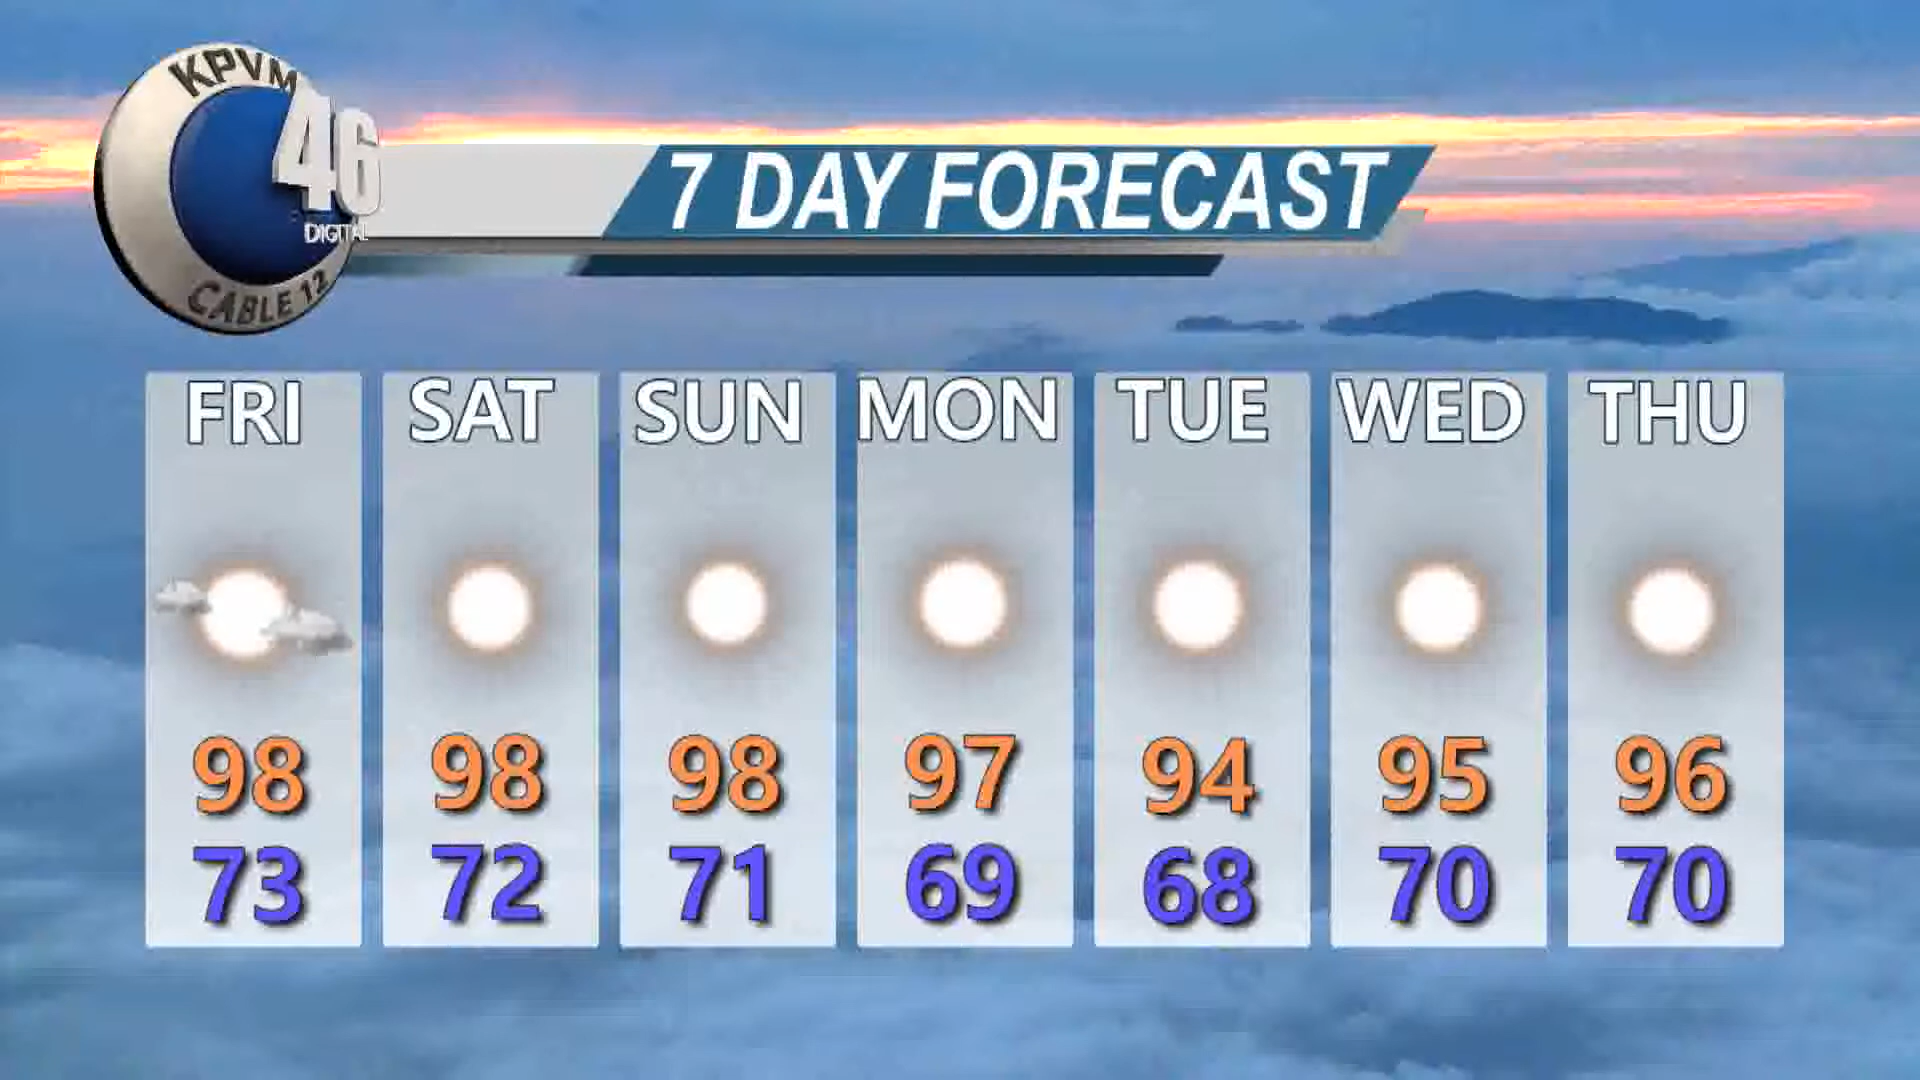 KPVM
46
DIGITAL
CABLE 12
7 DAY FORECAST
FRI SAT SUN MON TUE WED THU
98 98 98 97 94 95 96
73 72 71 69 68 70 70